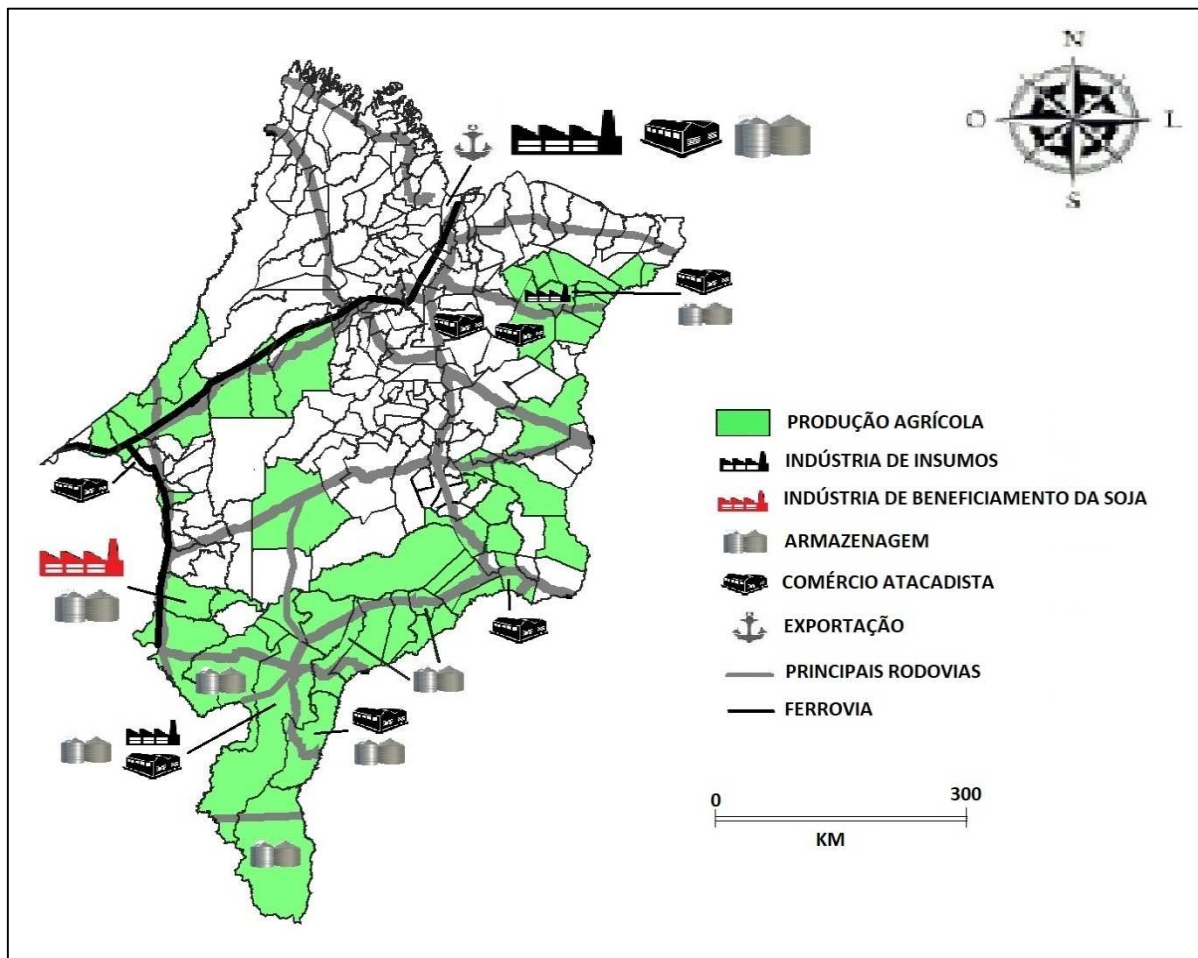 N
O
L
S
PRODUÇÃO AGRÍCOLA
INDÚSTRIA DE INSUMOS
INDÚSTRIA DE BENEFICIAMENTO DA SOJA
ARMAZENAGEM
COMÉRCIO ATACADISTA
EXPORTAÇÃO
PRINCIPAIS RODOVIAS
FERROVIA
0
300
KM